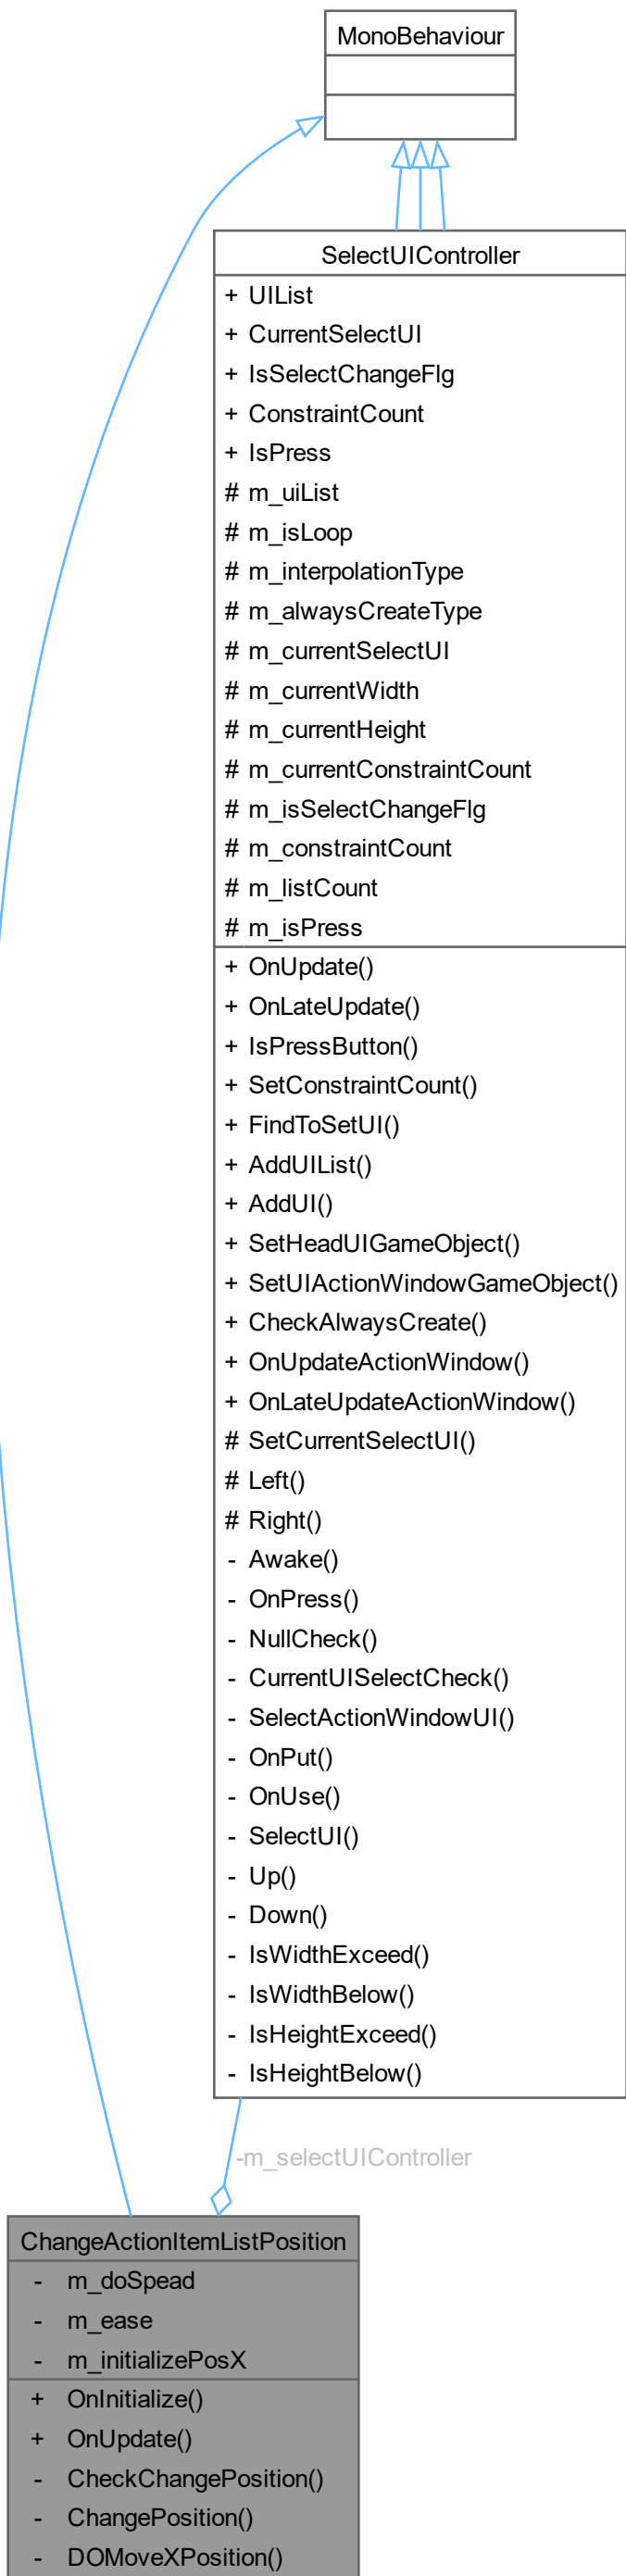 MonoBehaviour
SelectUIController
+ UIList
+ CurrentSelectUI
+ IsSelectChangeFlg
+ ConstraintCount
+ IsPress
# m_uiList
# m_isLoop
# m_interpolationType
# m_alwaysCreateType
# m_currentSelectUI
# m_currentWidth
# m_currentHeight
# m_currentConstraintCount
# m_isSelectChangeFlg
# m_constraintCount
# m_listCount
# m_isPress
+ OnUpdate()
+ OnLateUpdate()
+ IsPressButton()
+ SetConstraintCount()
+ FindToSetUI()
+ AddUIList()
+ AddUI()
+ SetHeadUIGameObject()
+ SetUIActionWindowGameObject()
+ CheckAlwaysCreate()
+ OnUpdateActionWindow()
+ OnLateUpdateActionWindow()
# SetCurrentSelectUI()
# Left()
# Right()
- Awake()
- OnPress()
- NullCheck()
- CurrentUISelectCheck()
- SelectActionWindowUI()
- OnPut()
- OnUse()
- SelectUI()
- Up()
- Down()
- IsWidthExceed()
- IsWidthBelow()
- IsHeightExceed()
- IsHeightBelow()
-m_selectUIController
ChangeActionItemListPosition
- m_doSpead
- m_ease
- m_initializePosX
+ OnInitialize()
+ OnUpdate()
- CheckChangePosition()
- ChangePosition()
- DOMoveXPosition()